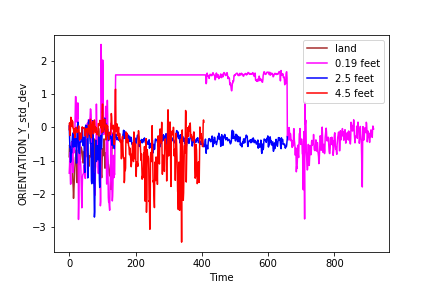 land
0.19 feet
2.5 feet
4.5 feet
2
1
0
−1
−2
−3
ORIENTATION_Y_std_dev
0 200 400 600 800
Time